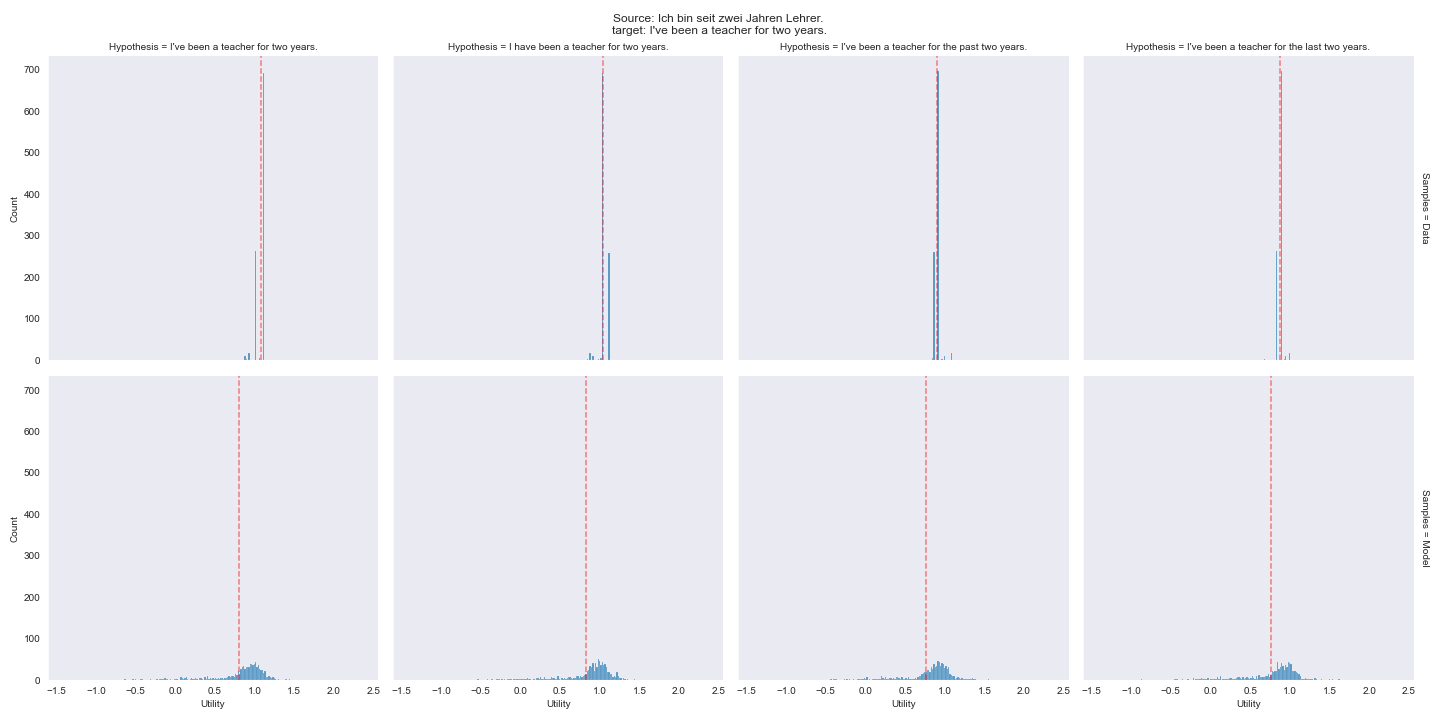 Source: Ich bin seit zwei Jahren Lehrer.
target: I've been a teacher for two years.
Hypothesis = I've been a teacher for two years.
Hypothesis = I have been a teacher for two years.
Hypothesis = I've been a teacher for the past two years.
Hypothesis = I've been a teacher for the last two years.
700
600
500
400
300
200
100
0
Count
Samples = Data
700
600
500
400
300
200
100
0
Count
Samples = Model
−1.5 −1.0 −0.5 0.0 0.5 1.0 1.5 2.0 2.5
Utility
−1.5 −1.0 −0.5 0.0 0.5 1.0 1.5 2.0 2.5
Utility
−1.5 −1.0 −0.5 0.0 0.5 1.0 1.5 2.0 2.5
Utility
−1.5 −1.0 −0.5 0.0 0.5 1.0 1.5 2.0 2.5
Utility